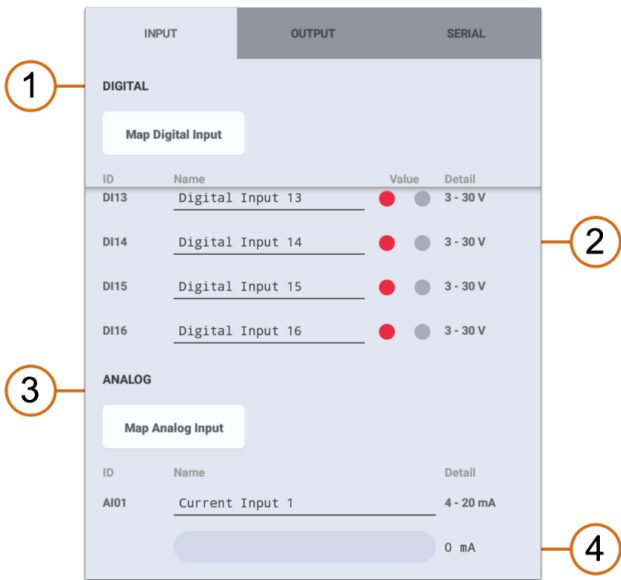 INPUT OUTPUT SERIAL
1
DIGITAL
Map Digital Input
ID Name Value Detail
DI13 Digital Input 13 3 - 30 V
DI14 Digital Input 14 3 - 30 V
2
DI15 Digital Input 15 3 - 30 V
DI16 Digital Input 16 3 - 30 V
ANALOG
3
Map Analog Input
ID Name Detail
AI01 Current Input 1 4 - 20 mA
0 mA
4